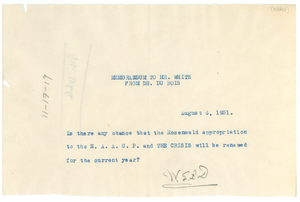 MEMORANDUM TO MR. WHITE
FROM DR. DU BOIS
August 5, 1931.
Is there any chance that the Rosenwald appropriation
to the N. A. A. C. P. and THE CRISIS will be renewed
for the current year?
WEBD